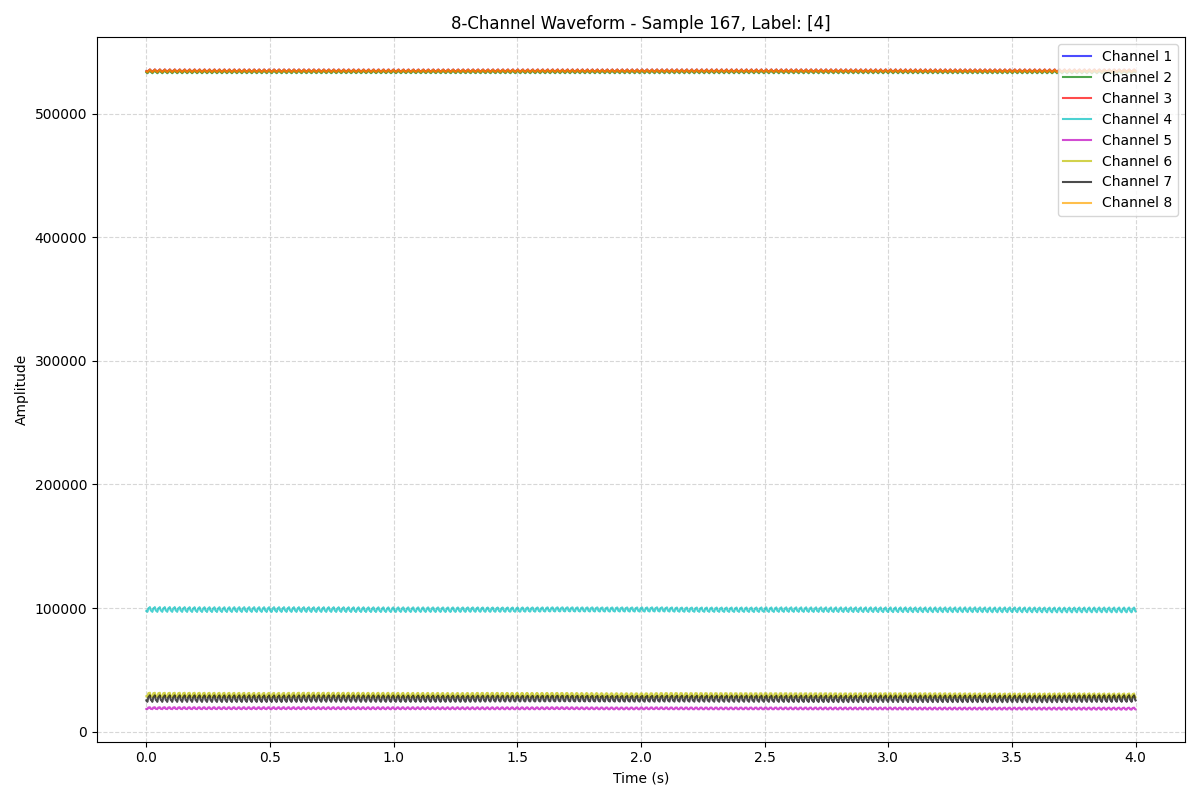 8-Channel Waveform - Sample 167, Label: [4]
Channel 1
Channel 2
Channel 3
Channel 4
Channel 5
Channel 6
Channel 7
Channel 8
Amplitude
500000
400000
300000
200000
100000
0
0.0 0.5 1.0 1.5 2.0 2.5 3.0 3.5 4.0
Time (s)